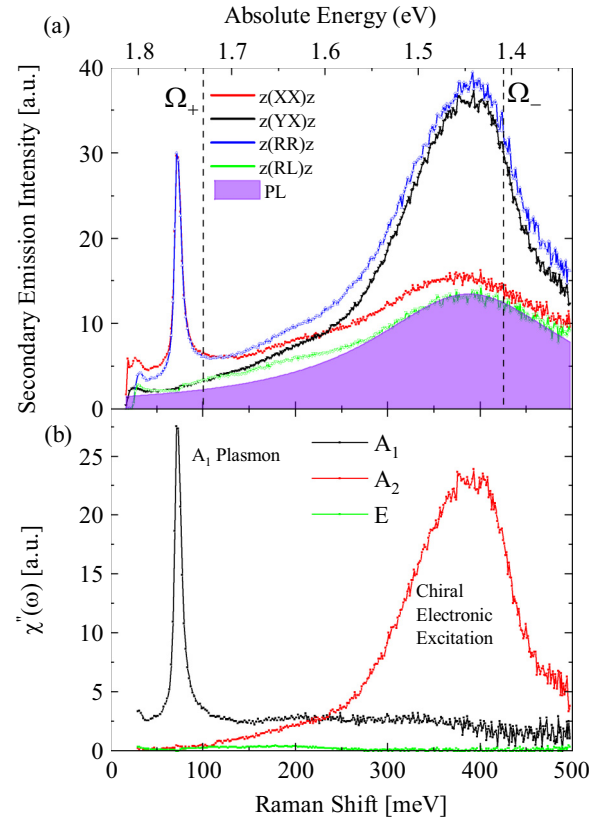 Absolute Energy (eV)
(a)
1.8 1.7 1.6 1.5 1.4
Secondary Emission Intensity [a.u.]
40
30
20
10
0
Ω+
Ω−
z(XX)z
z(YX)z
z(RR)z
z(RL)z
PL
(b)
χ"(ω) [a.u.]
25
20
15
10
5
0
A1 Plasmon
A1
A2
E
Chiral
Electronic
Excitation
0 100 200 300 400 500
Raman Shift [meV]